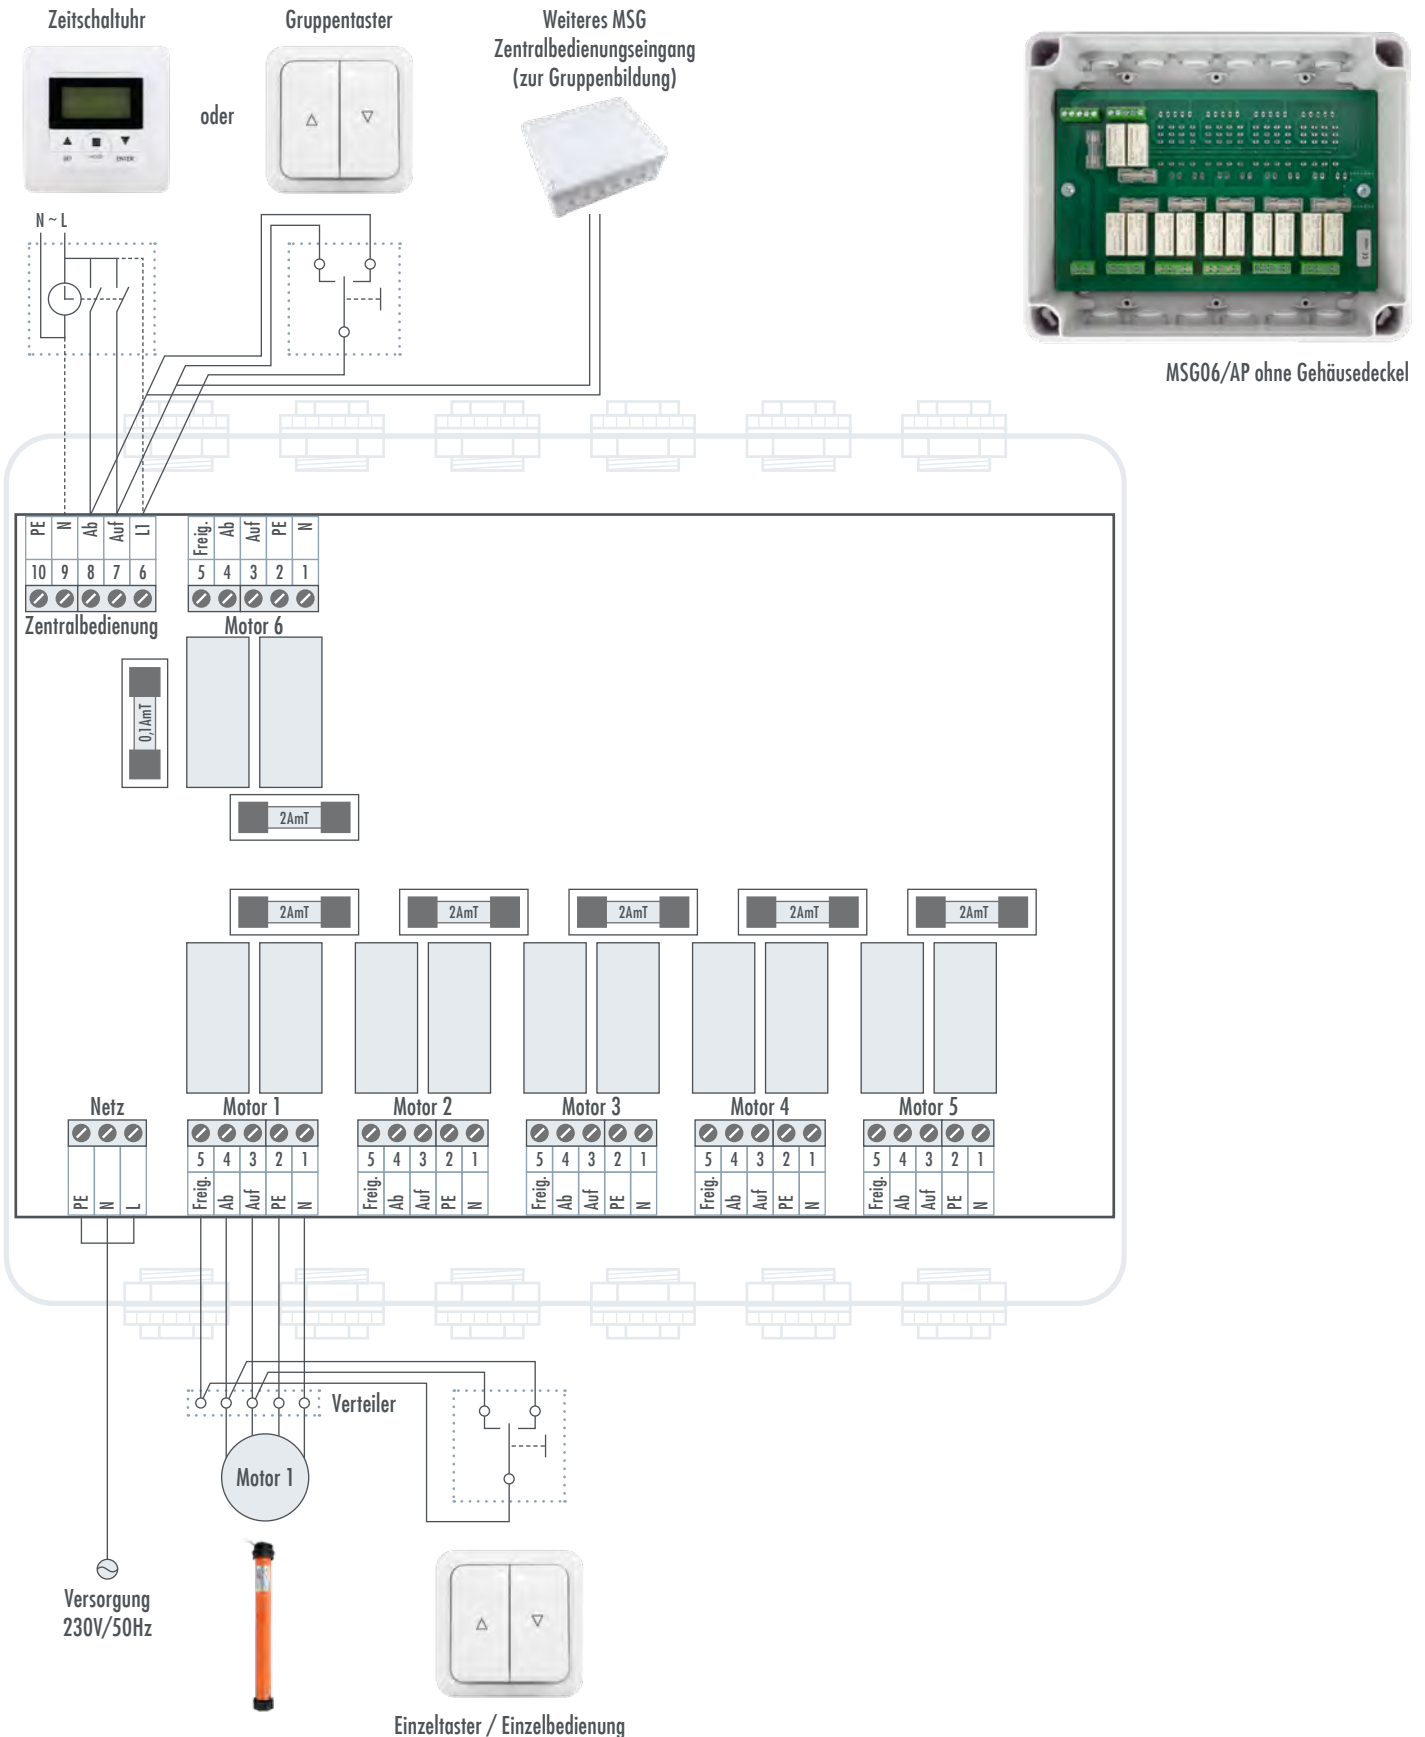 Zeitschaltuhr
Gruppentaster
Weiteres MSG
Zentralbedienungseingang
(zur Gruppenbildung)
oder
SET
ENTER
N ~ L
MSG06/AP ohne Gehäusedeckel
PE N Ab Auf L1
10 9 8 7 6
Zentralbedienung
Freig. Ab Auf PE N
5 4 3 2 1
Motor 6
0,1AmT
2AmT
2AmT
2AmT
2AmT
2AmT
2AmT
Netz
PE N L
Motor 1
5 4 3 2 1
Freig. Ab Auf PE N
Motor 2
5 4 3 2 1
Freig. Ab Auf PE N
Motor 3
5 4 3 2 1
Freig. Ab Auf PE N
Motor 4
5 4 3 2 1
Freig. Ab Auf PE N
Motor 5
5 4 3 2 1
Freig. Ab Auf PE N
Verteiler
Motor 1
Versorgung
230V/50Hz
Einzeltaster / Einzelbedienung